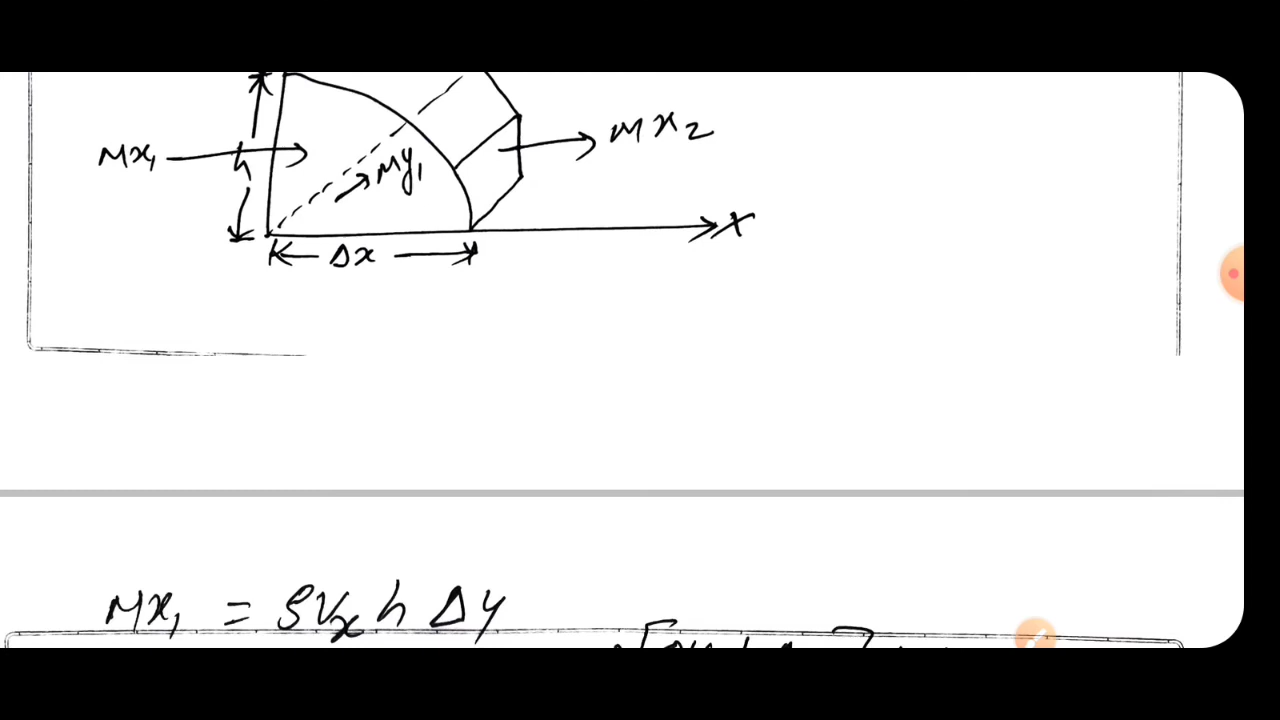 Mx₁
h
My₁
Mx₂
Δx
X
Mx₁ = ρVₓ h Δy